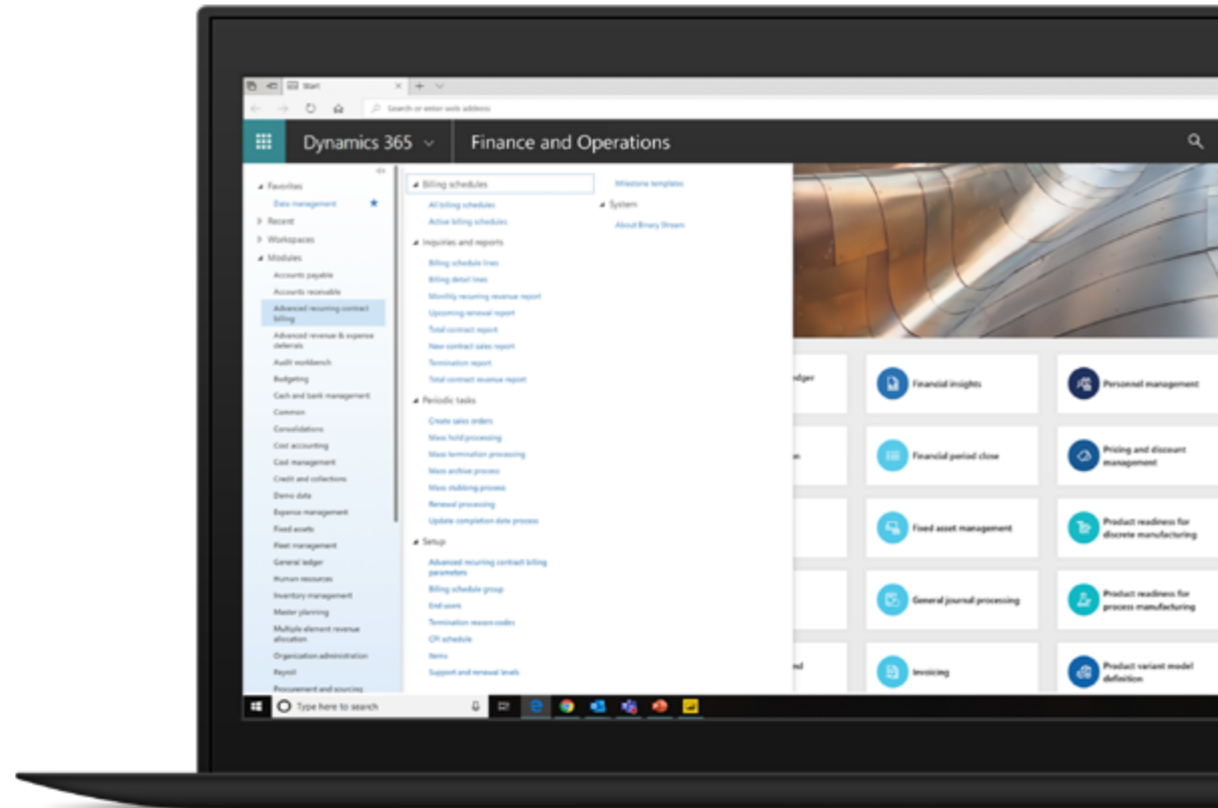 Start
Search or enter web address
Dynamics 365
Finance and Operations
Favorites
Data management
Recent
Workspaces
Modules
Accounts payable
Accounts receivable
Advanced recurring contract
billing
Advanced revenue & expense
deferrals
Audit workbench
Budgeting
Cash and bank management
Common
Consolidations
Cost accounting
Cost management
Credit and collections
Demo data
Expense management
Fixed assets
Fleet management
General ledger
Human resources
Inventory management
Master planning
Multiple element revenue
allocation
Organization administration
Payroll
Procurement and sourcing
Billing schedules
All billing schedules
Active billing schedules
Inquiries and reports
Billing schedule lines
Billing detail lines
Monthly recurring revenue report
Upcoming renewal report
Total contract report
New contract sales report
Termination report
Total contract revenue report
Periodic tasks
Create sales orders
Mass hold processing
Mass termination processing
Mass archive process
Mass stubbing process
Renewal processing
Update completion date process
Setup
Advanced recurring contract billing
parameters
Billing schedule group
End users
Termination reason codes
CPI schedule
Items
Support and renewal levels
Milestone templates
System
About Binary Stream
Financial insights
Personnel management
Financial period close
Pricing and discount
management
Fixed asset management
Product readiness for
discrete manufacturing
General journal processing
Product readiness for
process manufacturing
Invoicing
Product variant model
definition
Type here to search